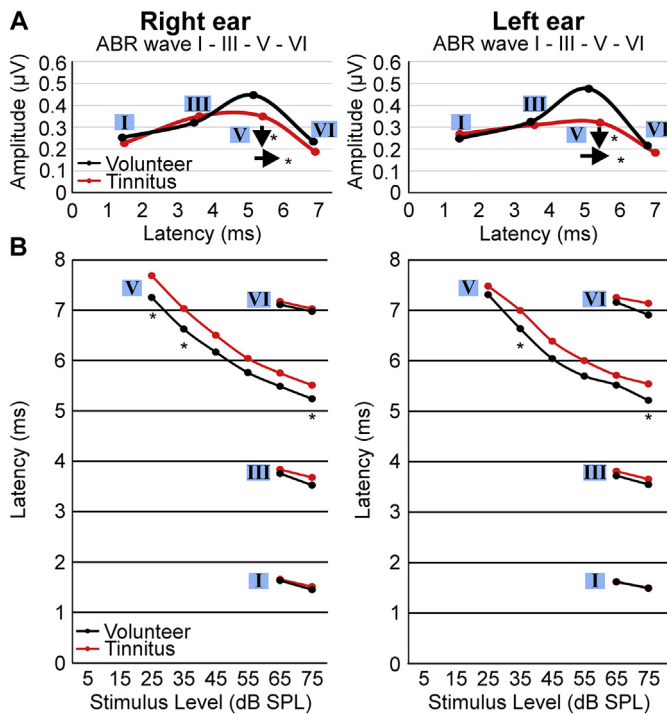 A
Right ear
Left ear
ABR wave I - III - V - VI
ABR wave I - III - V - VI
Amplitude (µV)
0.6
0.5
0.4
0.3
0.2
0.1
0
I
III
V
VI
*
*
Volunteer
Tinnitus
0 1 2 3 4 5 6 7
Latency (ms)
Amplitude (µV)
0.6
0.5
0.4
0.3
0.2
0.1
0
I
III
V
VI
*
*
0 1 2 3 4 5 6 7
Latency (ms)
B
Latency (ms)
8
7
6
5
4
3
2
1
0
V
VI
*
*
*
III
I
Volunteer
Tinnitus
5 15 25 35 45 55 65 75
Stimulus Level (dB SPL)
Latency (ms)
8
7
6
5
4
3
2
1
0
V
VI
*
*
III
I
5 15 25 35 45 55 65 75
Stimulus Level (dB SPL)